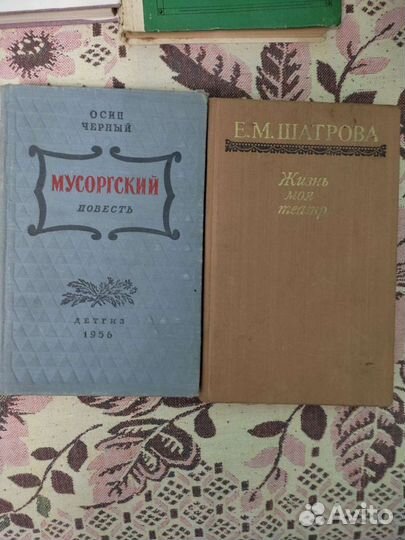 ОСИП
ЧЕРНЫЙ
МУСОРГСКИЙ
ПОВЕСТЬ
ДЕТГИЗ
1956
Е.М.ШАТРОВА
Жизнь
моя
театр
Avito